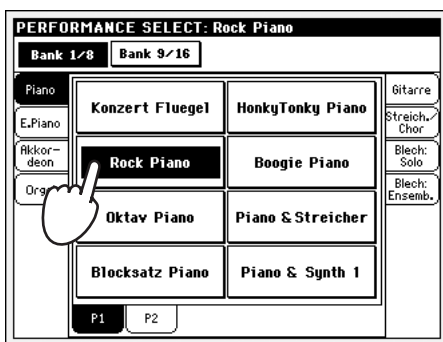 PERFORMANCE SELECT: Rock Piano
Bank 1/8 Bank 9/16
Piano
E.Piano
Akkor-
deon
Konzert Fluegel HonkyTonky Piano
Rock Piano Boogie Piano
Oktav Piano Piano & Streicher
Blocksatz Piano Piano & Synth 1
Gitarre
Streich./
Chor
Blech:
Solo
Blech:
Ensemb.
P1 P2